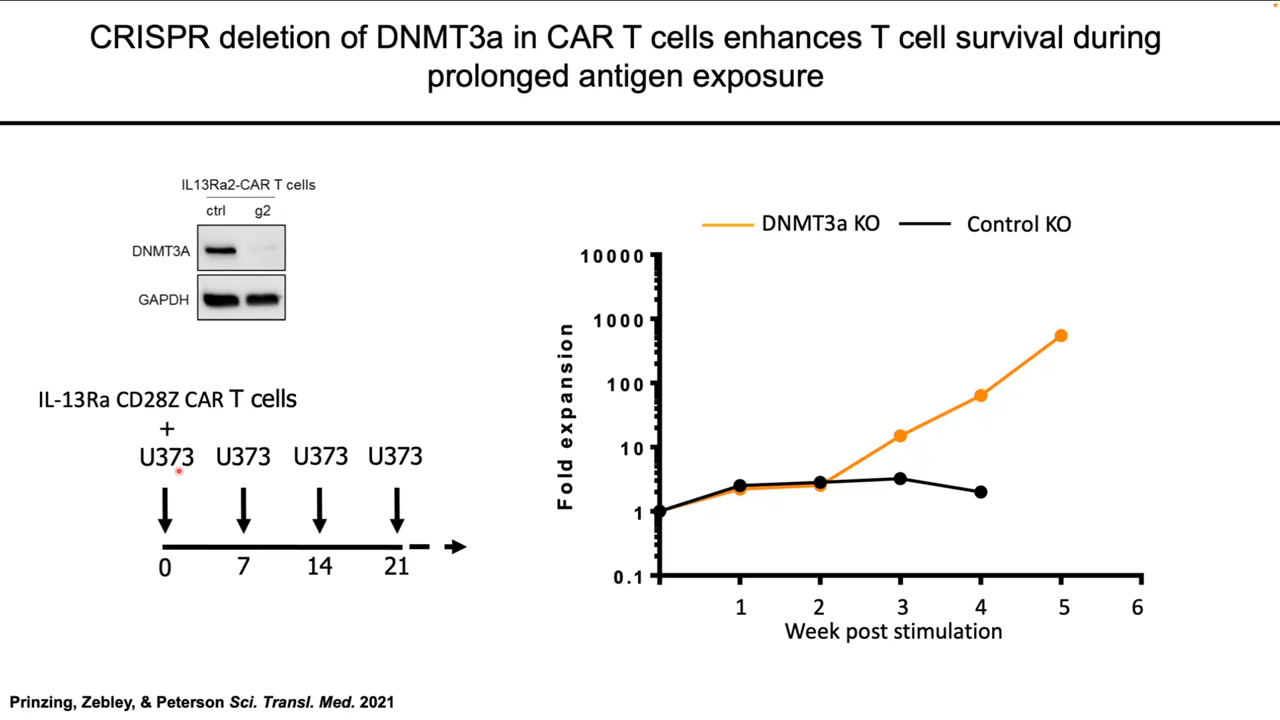 CRISPR deletion of DNMT3a in CAR T cells enhances T cell survival during
prolonged antigen exposure
IL13Ra2-CAR T cells
ctrl g2
DNMT3A
GAPDH
IL-13Ra CD28Z CAR T cells
+
U373 U373 U373 U373
0 7 14 21
DNMT3a KO Control KO
Fold expansion
10000
1000
100
10
1
0.1
1 2 3 4 5 6
Week post stimulation
Prinzing, Zebley, & Peterson Sci. Transl. Med. 2021